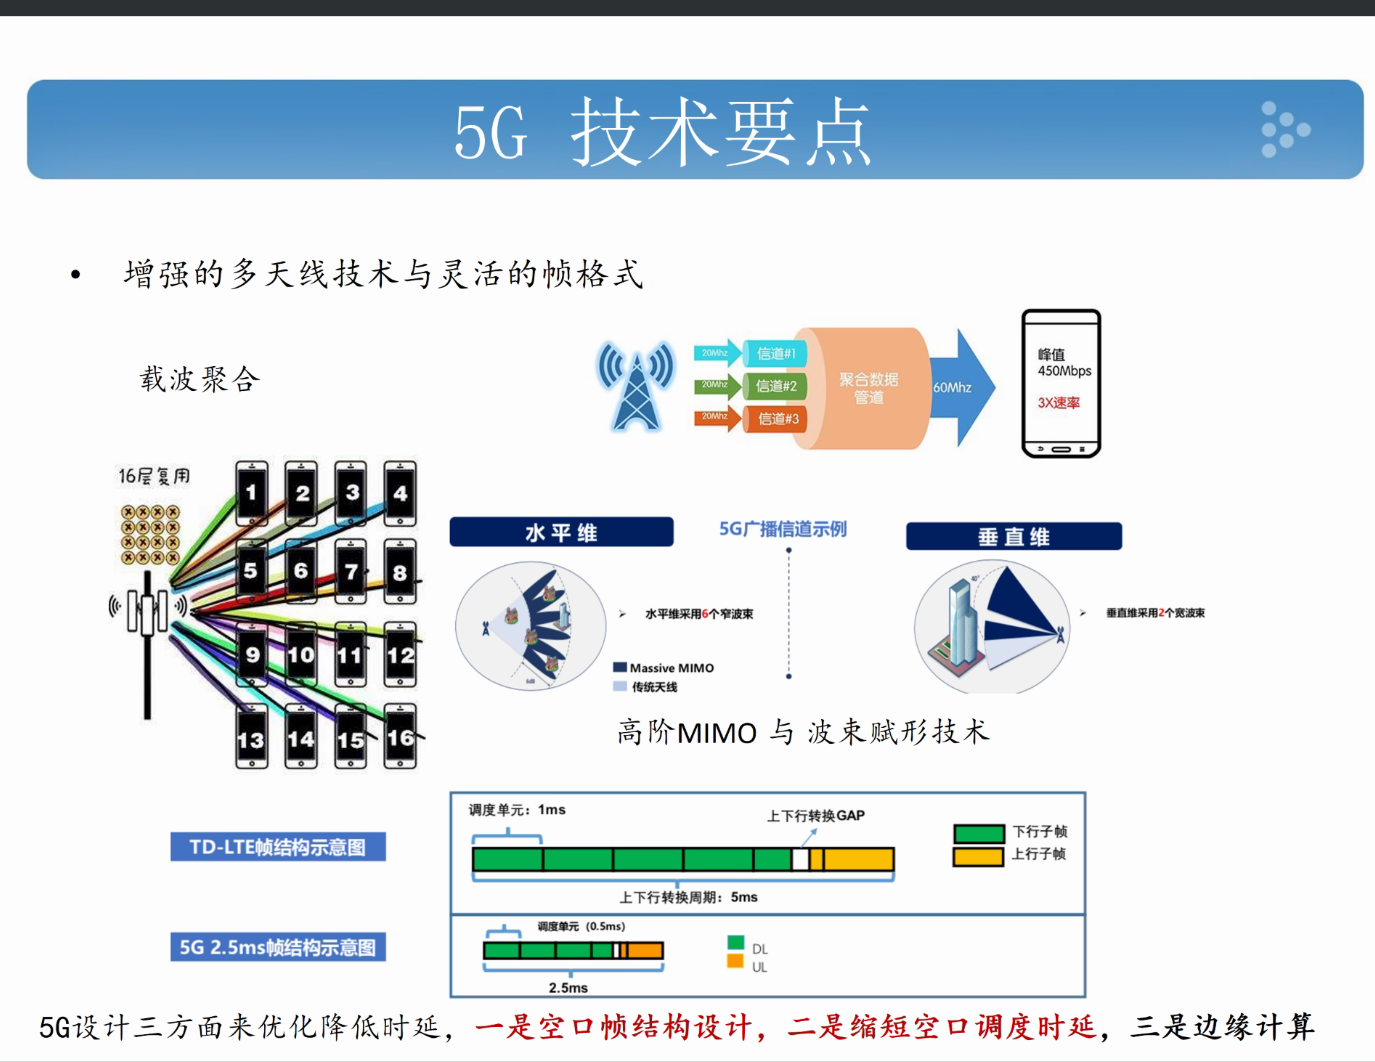 5G 技术要点
• 增强的多天线技术与灵活的帧格式
载波聚合
20Mhz 信道#1
20Mhz 信道#2
20Mhz 信道#3
聚合数据
管道
60Mhz
峰值
450Mbps
3X速率
16层复用
1 2 3 4
5 6 7 8
9 10 11 12
13 14 15 16
水平维
5G广播信道示例
垂直维
水平维采用6个窄波束
垂直维采用2个宽波束
Massive MIMO
传统天线
高阶MIMO 与 波束赋形技术
TD-LTE帧结构示意图
调度单元：1ms
上下行转换GAP
下行子帧
上行子帧
上下行转换周期：5ms
5G 2.5ms帧结构示意图
调度单元（0.5ms）
DL
UL
2.5ms
5G设计三方面来优化降低时延，一是空口帧结构设计，二是缩短空口调度时延，三是边缘计算